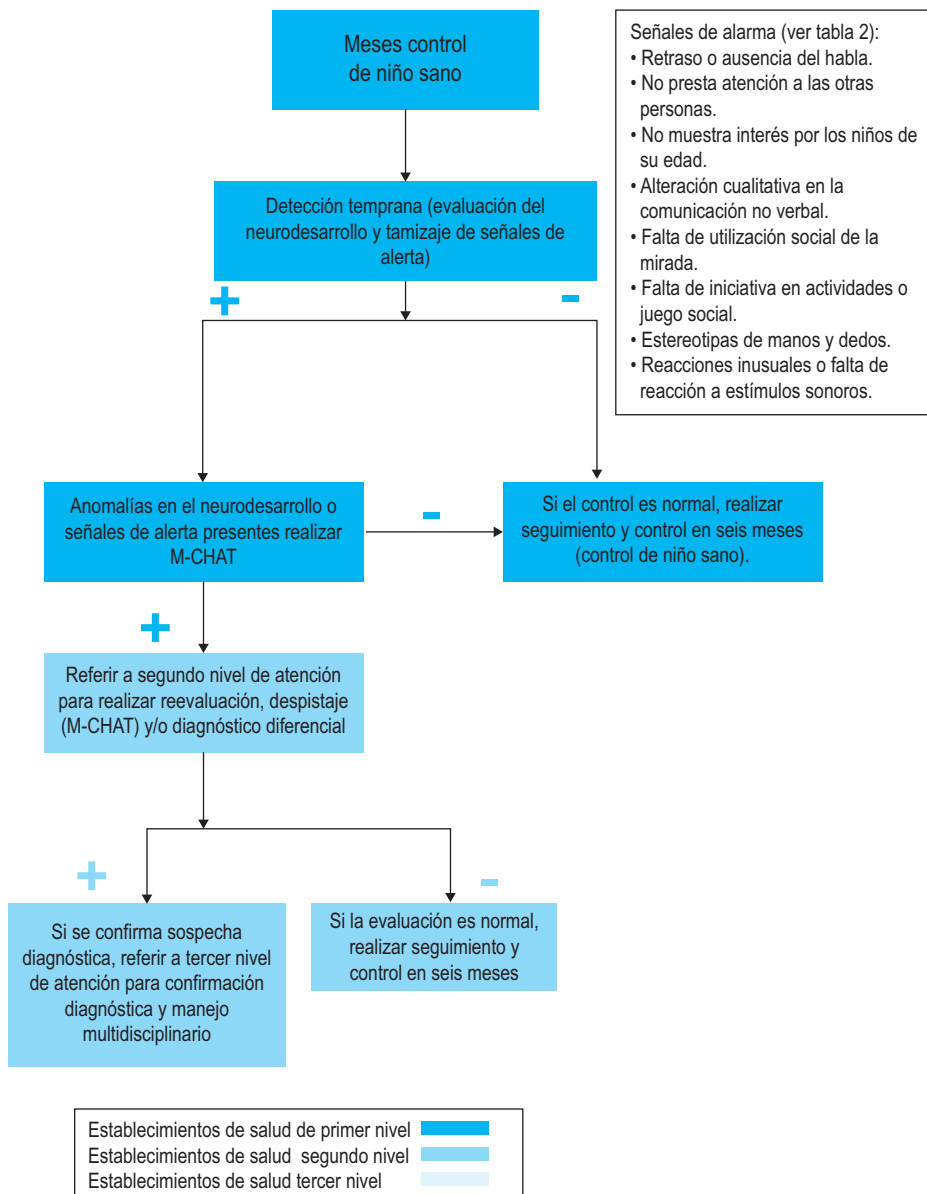 Meses control
de niño sano
Señales de alarma (ver tabla 2):
• Retraso o ausencia del habla.
• No presta atención a las otras
personas.
• No muestra interés por los niños de
su edad.
• Alteración cualitativa en la
comunicación no verbal.
• Falta de utilización social de la
mirada.
• Falta de iniciativa en actividades o
juego social.
• Estereotipas de manos y dedos.
• Reacciones inusuales o falta de
reacción a estímulos sonoros.
Detección temprana (evaluación del
neurodesarrollo y tamizaje de señales de
alerta)
+
-
Anomalías en el neurodesarrollo o
señales de alerta presentes realizar
M-CHAT
-
Si el control es normal, realizar
seguimiento y control en seis meses
(control de niño sano).
+
Referir a segundo nivel de atención
para realizar reevaluación, despistaje
(M-CHAT) y/o diagnóstico diferencial
+
-
Si se confirma sospecha
diagnóstica, referir a tercer nivel
de atención para confirmación
diagnóstica y manejo
multidisciplinario
Si la evaluación es normal,
realizar seguimiento y
control en seis meses
Establecimientos de salud de primer nivel
Establecimientos de salud segundo nivel
Establecimientos de salud tercer nivel